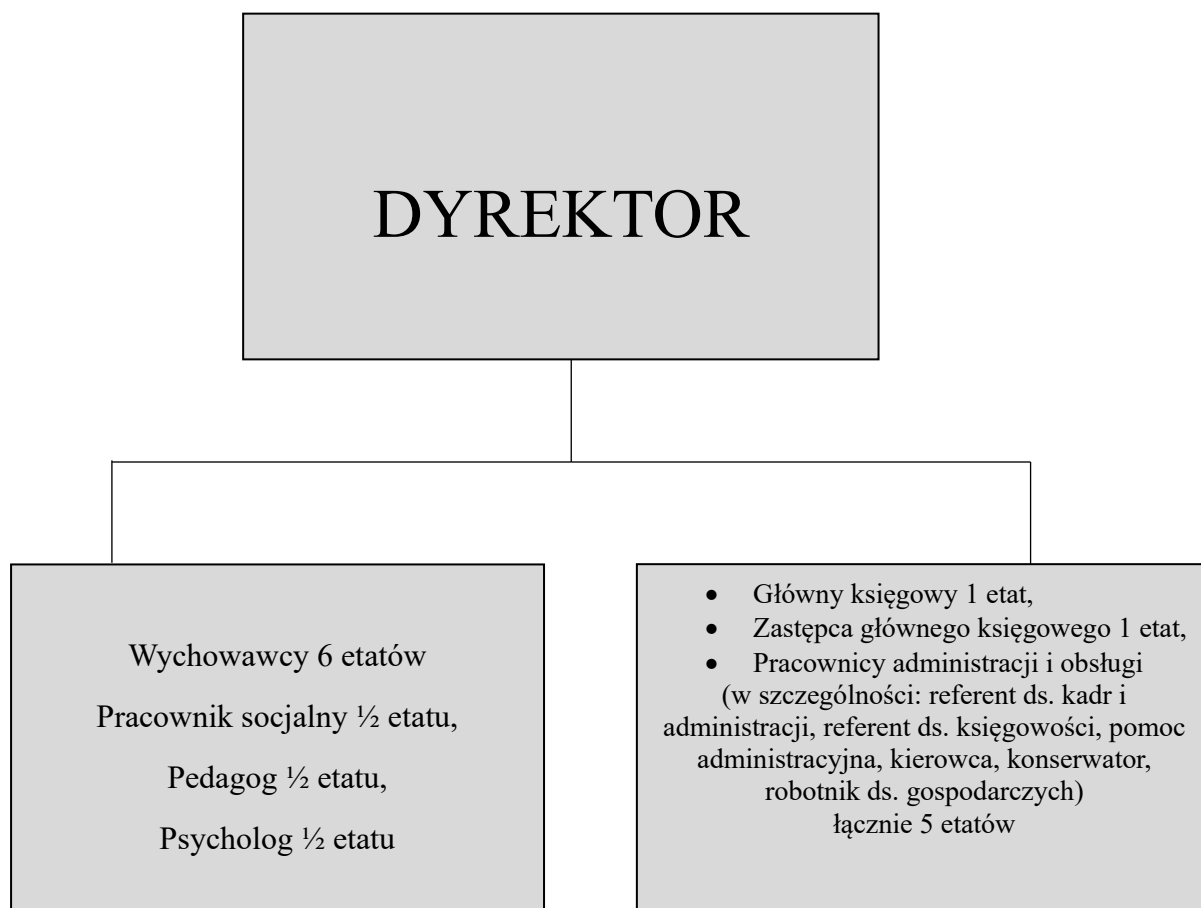 DYREKTOR
Wychowawcy 6 etatów
Pracownik socjalny ½ etatu,
Pedagog ½ etatu,
Psycholog ½ etatu
• Główny księgowy 1 etat,
• Zastępca głównego księgowego 1 etat,
• Pracownicy administracji i obsługi
(w szczególności: referent ds. kadr i
administracji, referent ds. księgowości, pomoc
administracyjna, kierowca, konserwator,
robotnik ds. gospodarczych)
łącznie 5 etatów